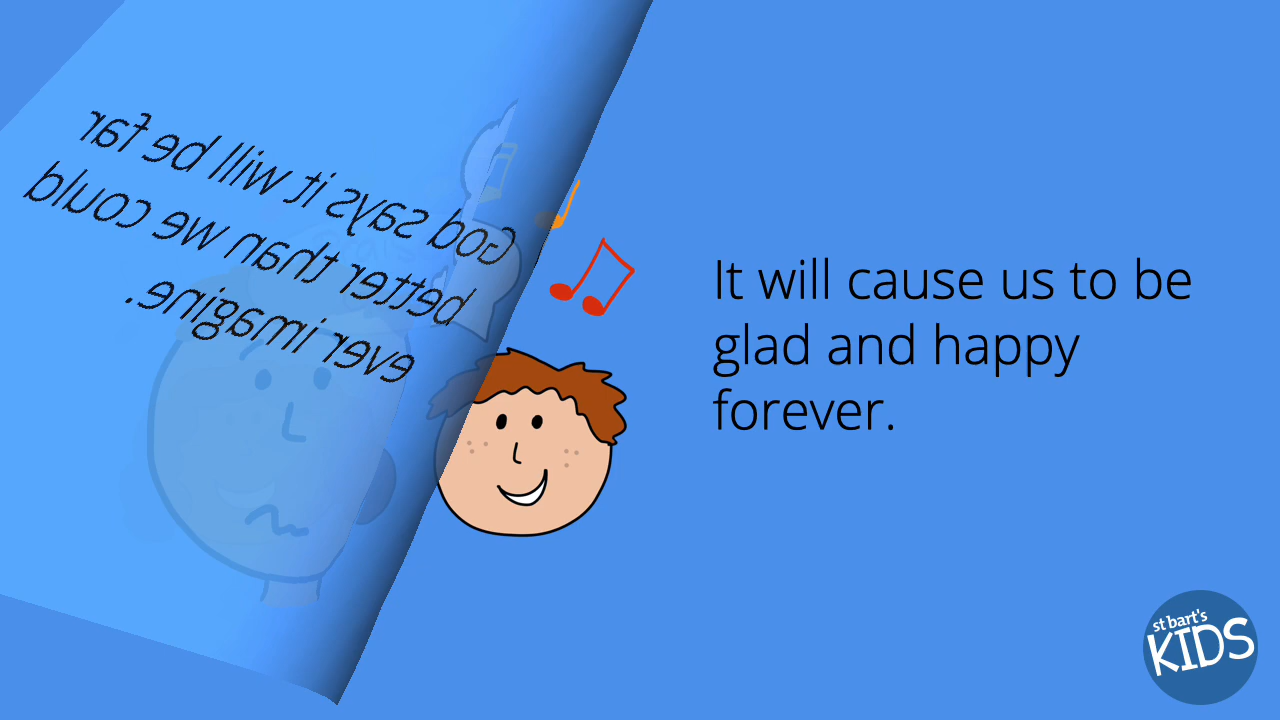 God says it will be far
better than we could
ever imagine.
It will cause us to be
glad and happy
forever.
st bart's
KIDS